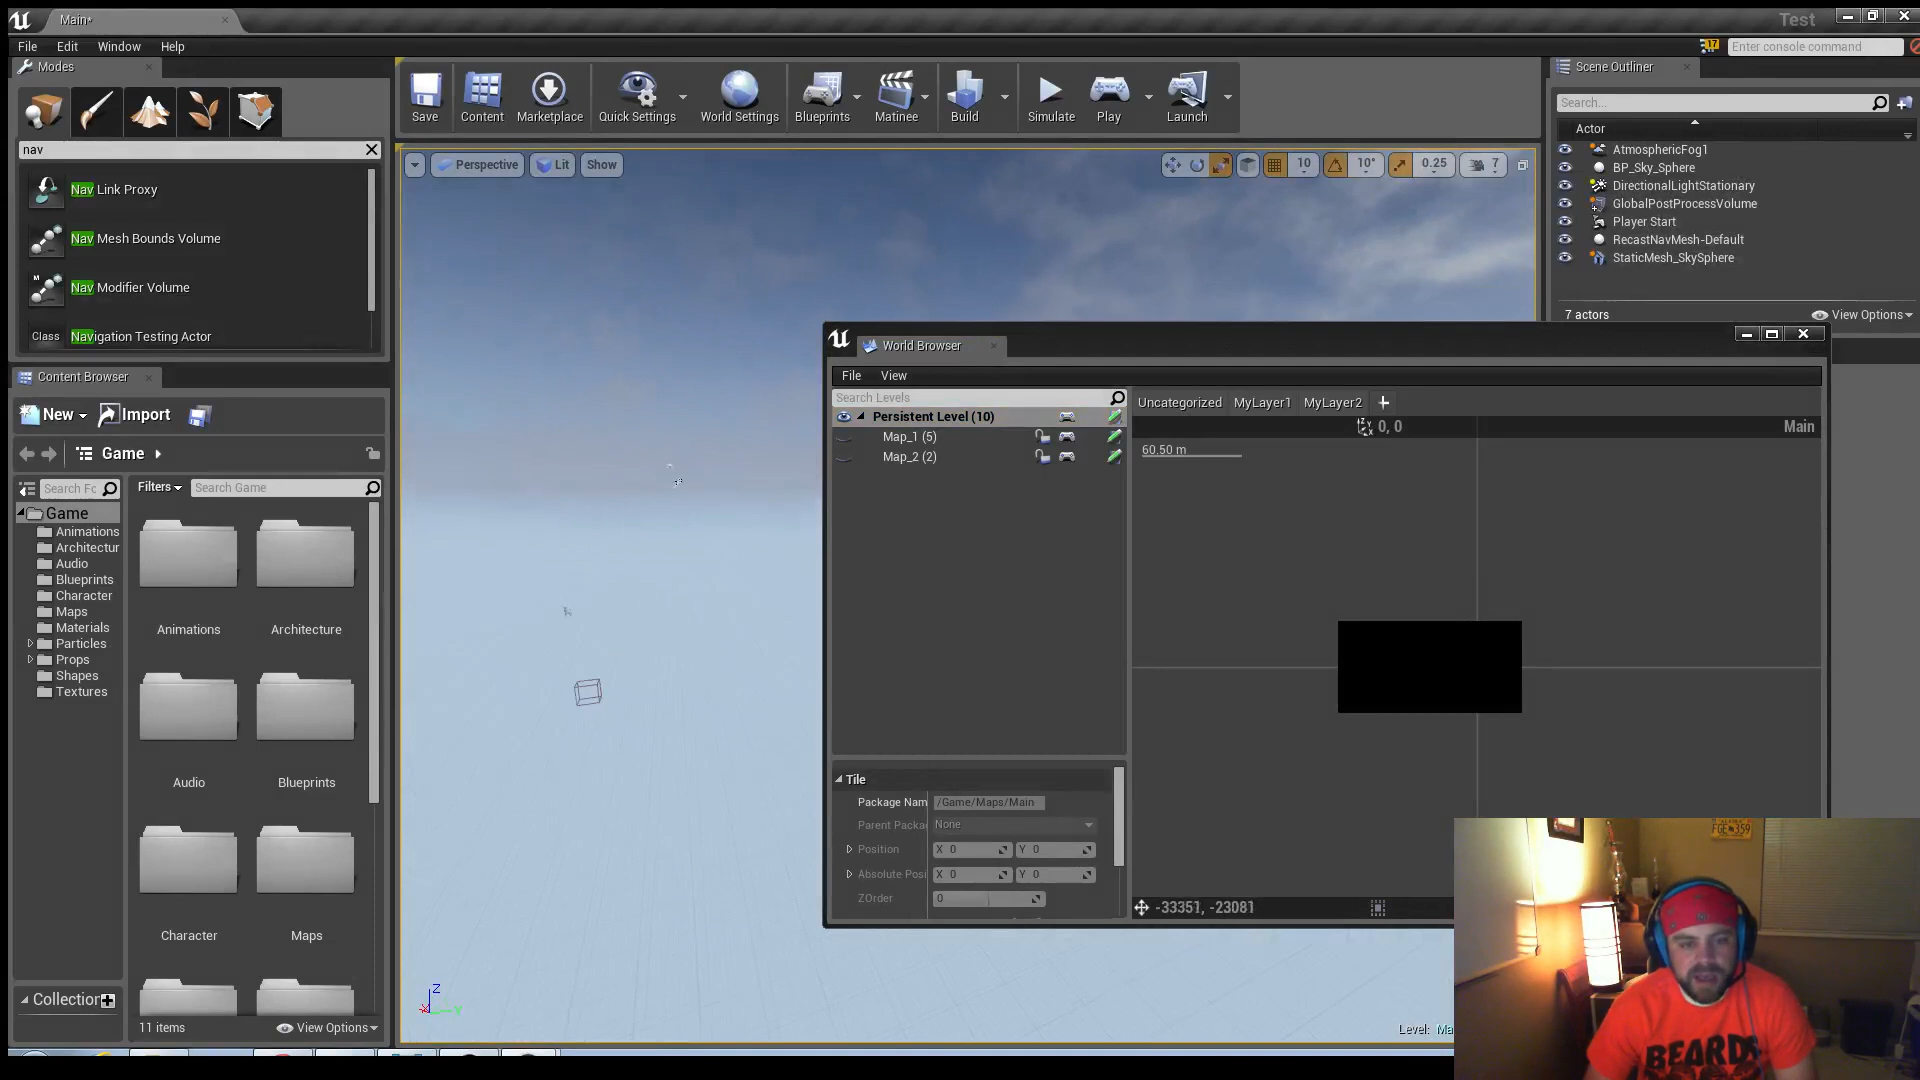 Main*
Test
File Edit Window Help
Enter console command
Modes
nav
Nav Link Proxy
Nav Mesh Bounds Volume
Nav Modifier Volume
Class Navigation Testing Actor
Save Content Marketplace Quick Settings World Settings Blueprints Matinee Build Simulate Play Launch
Perspective Lit Show
10 10° 0.25 7
Scene Outliner
Search...
Actor
AtmosphericFog1
BP_Sky_Sphere
DirectionalLightStationary
GlobalPostProcessVolume
Player Start
RecastNavMesh-Default
StaticMesh_SkySphere
7 actors View Options
Content Browser
New Import
Game
Search Fc
Filters Search Game
Game
Animations
Architectur
Audio
Blueprints
Character
Maps
Materials
Particles
Props
Shapes
Textures
Animations Architecture
Audio Blueprints
Character Maps
Collection
11 items View Options
World Browser
File View
Search Levels
Persistent Level (10)
Map_1 (5)
Map_2 (2)
Uncategorized MyLayer1 MyLayer2 +
0, 0
Main
60.50 m
Tile
Package Nam /Game/Maps/Main
Parent Packa None
Position X 0 Y 0
Absolute Posi X 0 Y 0
ZOrder 0
-33351, -23081
Z
X
Y
Level: Ma
FGE 359
BEARDS